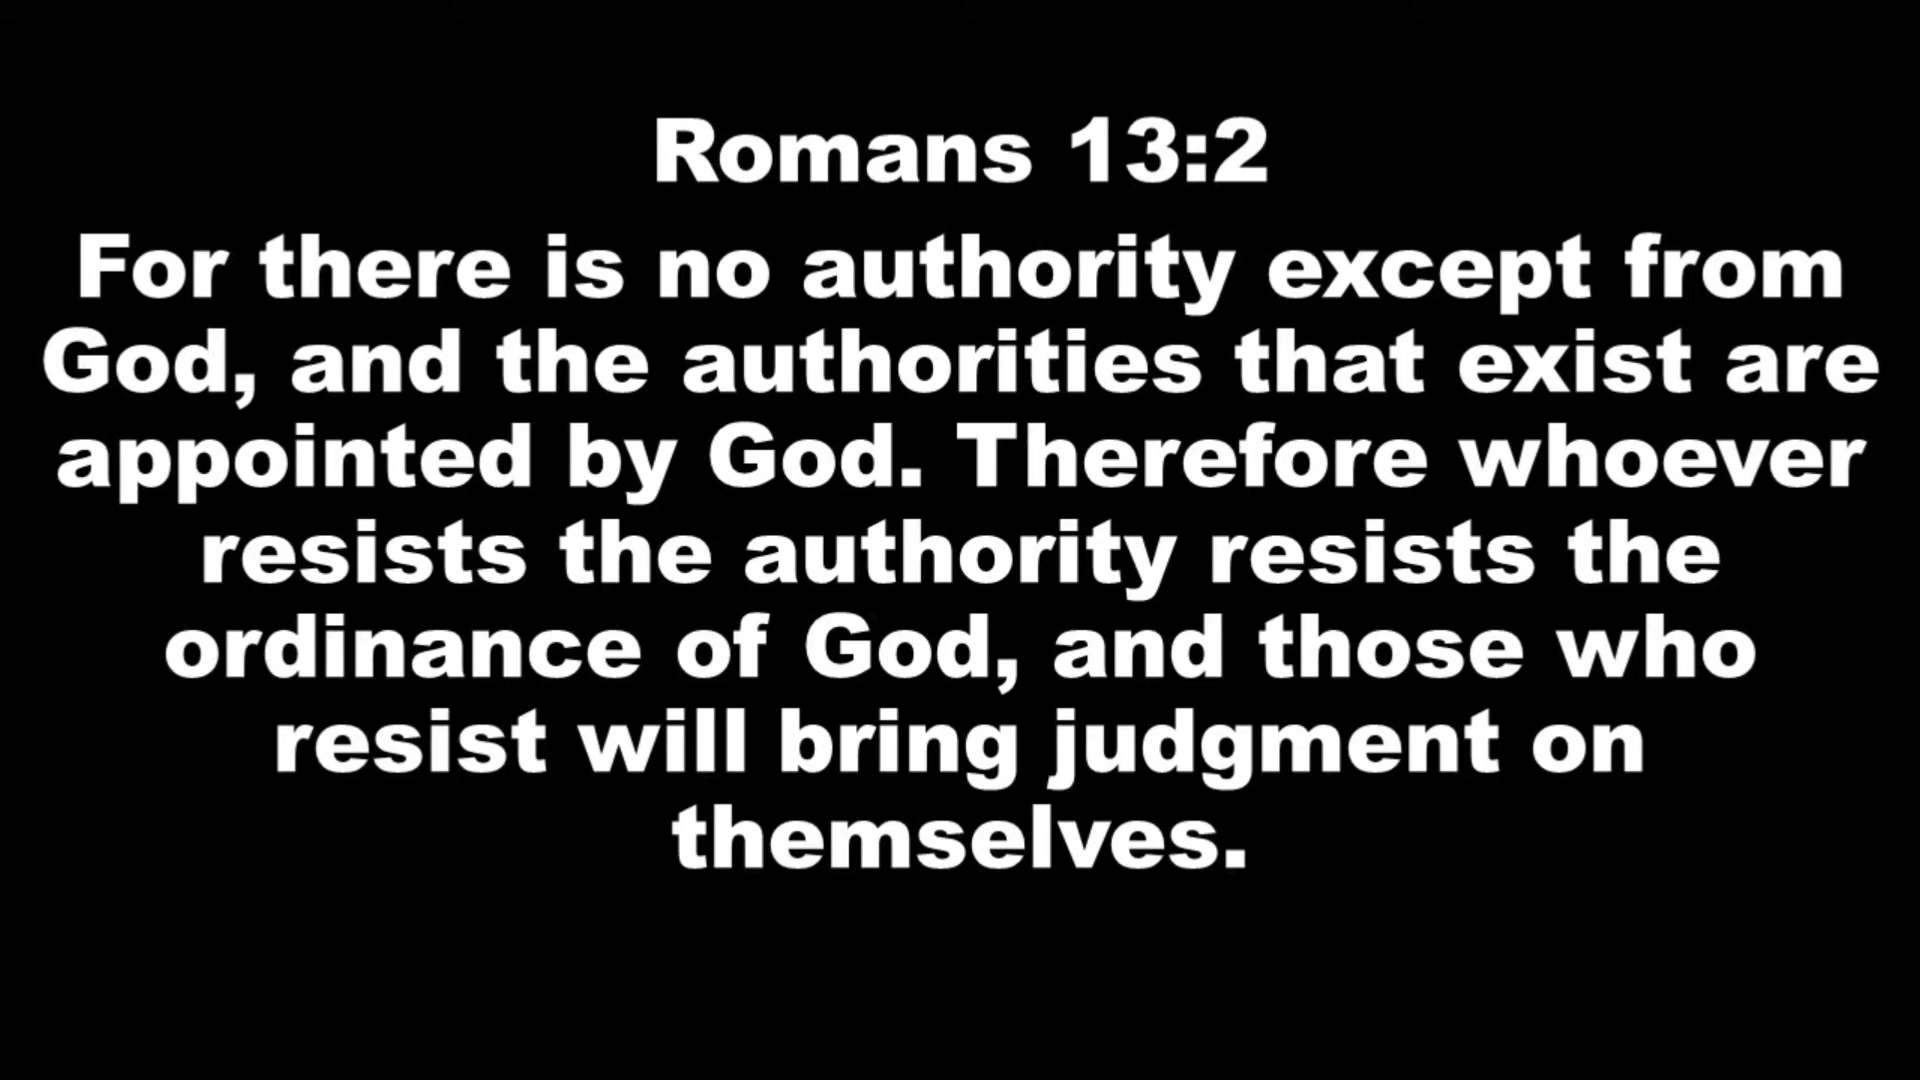 Romans 13:2
For there is no authority except from
God, and the authorities that exist are
appointed by God. Therefore whoever
resists the authority resists the
ordinance of God, and those who
resist will bring judgment on
themselves.